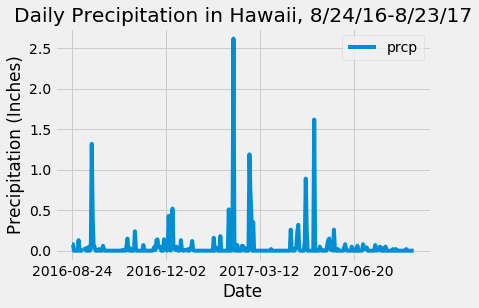 Daily Precipitation in Hawaii, 8/24/16-8/23/17
prcp
Precipitation (Inches)
2.5
2.0
1.5
1.0
0.5
0.0
2016-08-24 2016-12-02 2017-03-12 2017-06-20
Date